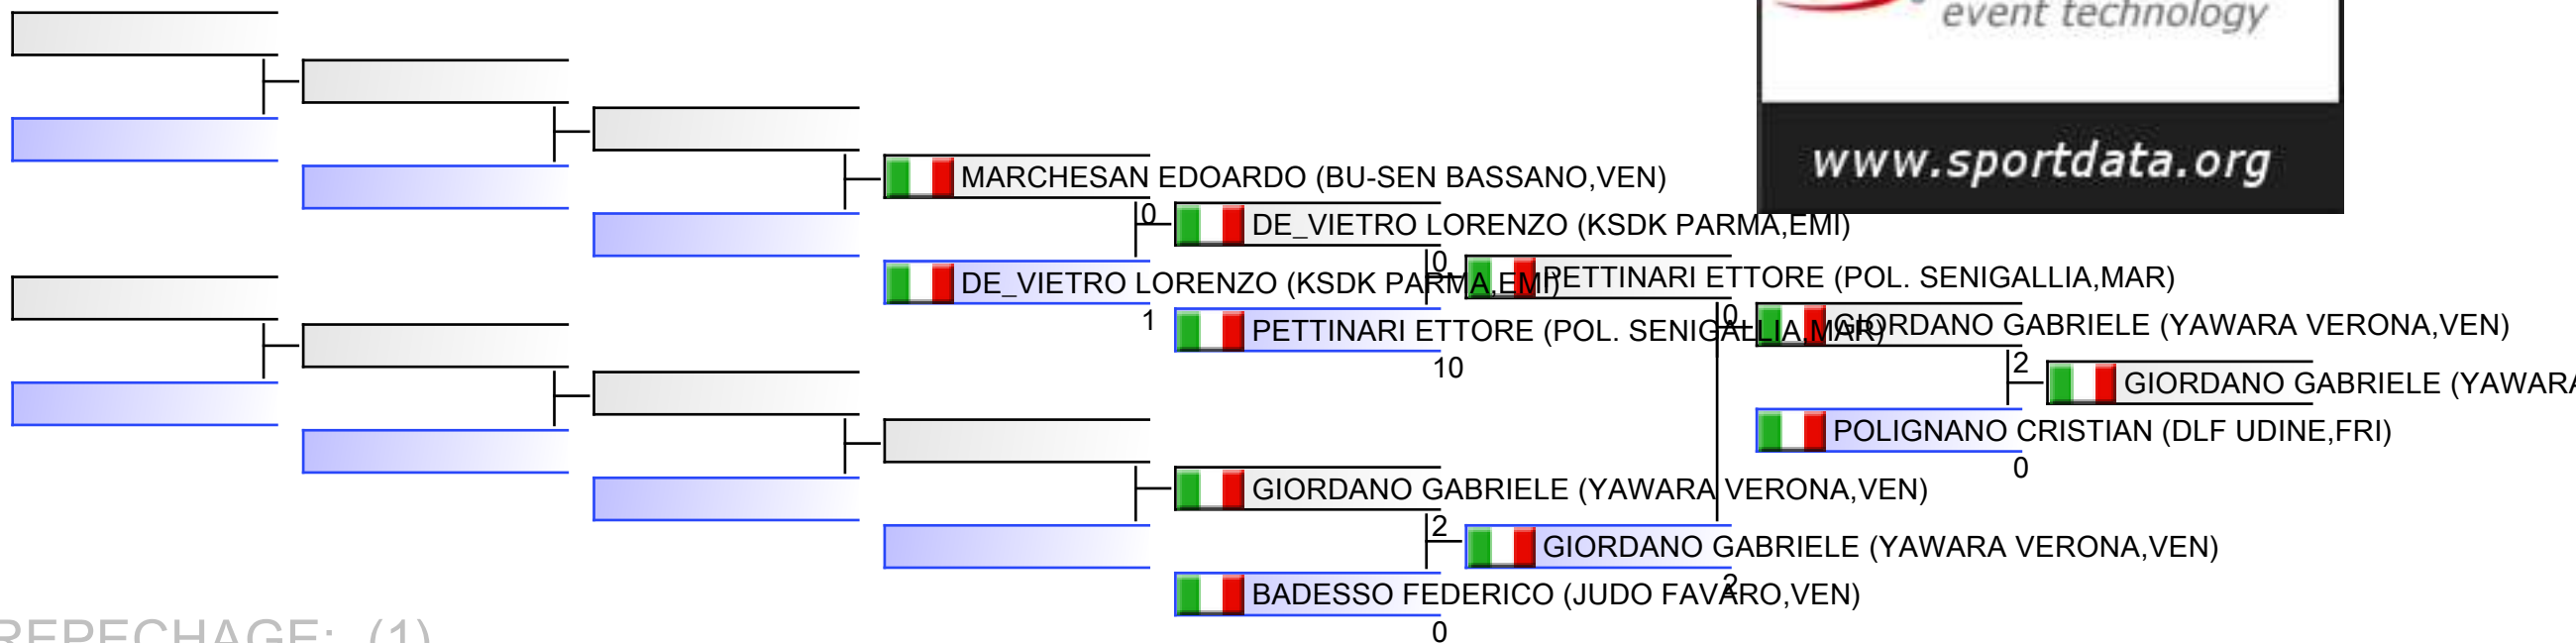 event technology
www.sportdata.org
MARCHESAN EDOARDO (BU-SEN BASSANO,VEN)
0
DE_VIETRO LORENZO (KSDK PARMA,EMI)
0
DE_VIETRO LORENZO (KSDK PARMA,EMI)
1
PETTINARI ETTORE (POL. SENIGALLIA,MAR)
0
PETTINARI ETTORE (POL. SENIGALLIA,MAR)
10
GIORDANO GABRIELE (YAWARA VERONA,VEN)
2
GIORDANO GABRIELE (YAWARA
POLIGNANO CRISTIAN (DLF UDINE,FRI)
0
GIORDANO GABRIELE (YAWARA VERONA,VEN)
2
GIORDANO GABRIELE (YAWARA VERONA,VEN)
2
BADESSO FEDERICO (JUDO FAVARO,VEN)
0
REPECHAGE: (1)